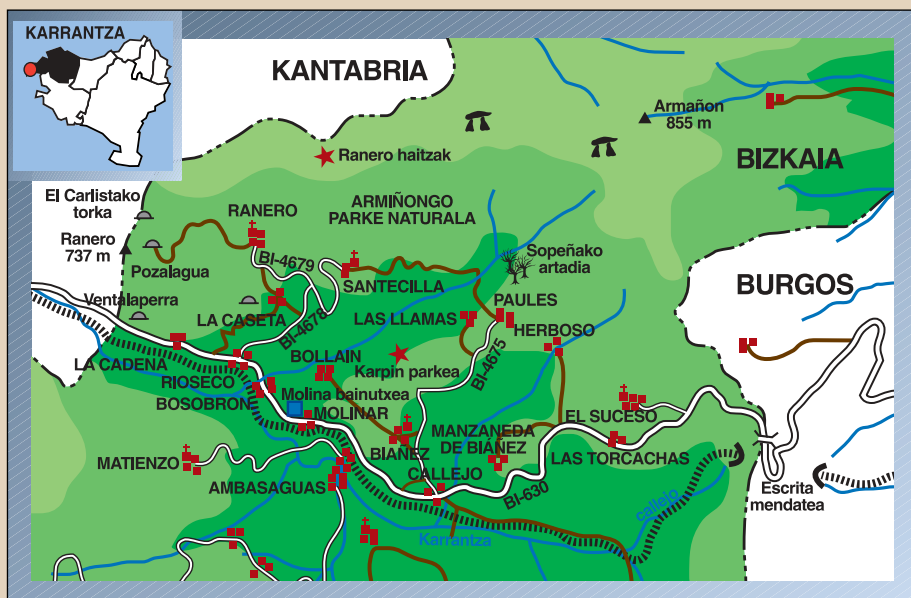 KARRANTZA
KANTABRIA
Armañon
855 m
BIZKAIA
Ranero haitzak
El Carlistako
torka
RANERO
ARMIÑONGO
PARKE NATURALA
Ranero
737 m
BI-4679
Sopeñako
artadia
BURGOS
Pozalagua
SANTECILLA
Ventalaperra
PAULES
LA CASETA
BI-4678
LAS LLAMAS
HERBOSO
BI-4675
LA CADENA
BOLLAIN
Karpin parkea
RIOSECO
Molina bainutxea
BOSOBRON
MOLINAR
EL SUCESO
MANZAÑEDA
DE BIÁÑEZ
BIAÑEZ
LAS TORCACHAS
MATIENZO
CALLEJO
AMBASAGUAS
BI-630
Escrita
mendatea
callejo
Karrantza